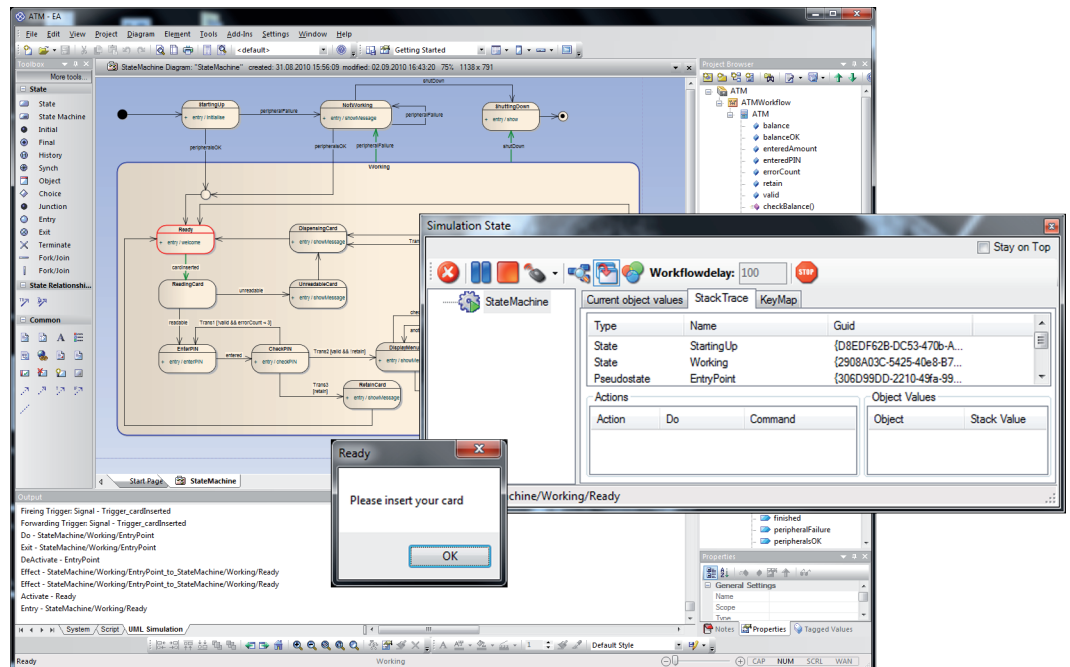 ATM - EA
File Edit View Project Diagram Element Tools Add-Ins Settings Window Help
<default> Getting Started
Toolbox
More tools...
State
State
State Machine
Initial
Final
History
Synch
Object
Choice
Junction
Entry
Exit
Terminate
Fork/Join
Fork/Join
State Relationshi...
Common
StateMachine Diagram: "StateMachine" created: 31.08.2010 15:56:09 modified: 02.09.2010 16:43:20 75% 1138 x 791
shutDown
StartingUp
+ entry / initialise
peripheralFailure
NotWorking
+ entry / showMessage
peripheralFailure
ShuttingDown
+ entry / show
peripheralsOK
peripheralsOK
peripheralFailure
shutDown
Working
Ready
+ entry / welcome
DispensingCard
+ entry / showMessage
cardInserted
ReadingCard
unreadable
UnreadableCard
+ entry / showMessage
readable
Trans1 [valid && errorCount < 3]
EnterPIN
+ entry / enterPIN
entered
CheckPIN
+ entry / checkPIN
Trans2 [valid && !retain]
Trans3
[retain]
RetainCard
+ entry / showMessage
Start Page StateMachine
Project Browser
ATM
ATMWorkflow
ATM
balance
balanceOK
enteredAmount
enteredPIN
errorCount
retain
valid
checkBalance()
Simulation State
Stay on Top
Workflowdelay: 100 STOP
StateMachine
Current object values StackTrace KeyMap
Type Name Guid
State StartingUp {D8EDF62B-DC53-470b-A...
State Working {2908A03C-5425-40e8-B7...
Pseudostate EntryPoint {306D99DD-2210-49fa-99...
Actions
Action Do Command
Object Values
Object Stack Value
chine/Working/Ready
Ready
Please insert your card
OK
Output
Fireing Trigger: Signal - Trigger_cardInserted
Forwarding Trigger: Signal - Trigger_cardInserted
Do - StateMachine/Working/EntryPoint
Exit - StateMachine/Working/EntryPoint
DeActivate - EntryPoint
Effect - StateMachine/Working/EntryPoint_to_StateMachine/Working/Ready
Effect - StateMachine/Working/EntryPoint_to_StateMachine/Working/Ready
Activate - Ready
Entry - StateMachine/Working/Ready
System Script UML Simulation
finished
peripheralFailure
peripheralsOK
Properties
General Settings
Name
Scope
Type
Notes Properties Tagged Values
1 Default Style
Ready Working CAP NUM SCRL WAN